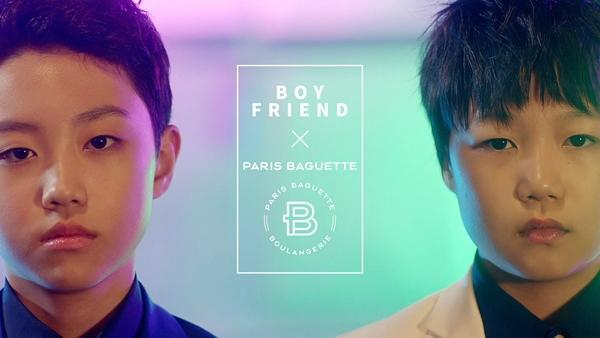 BOY
FRIEND
×
PARIS BAGUETTE
PARIS BAGUETTE
B
BOULANGERIE